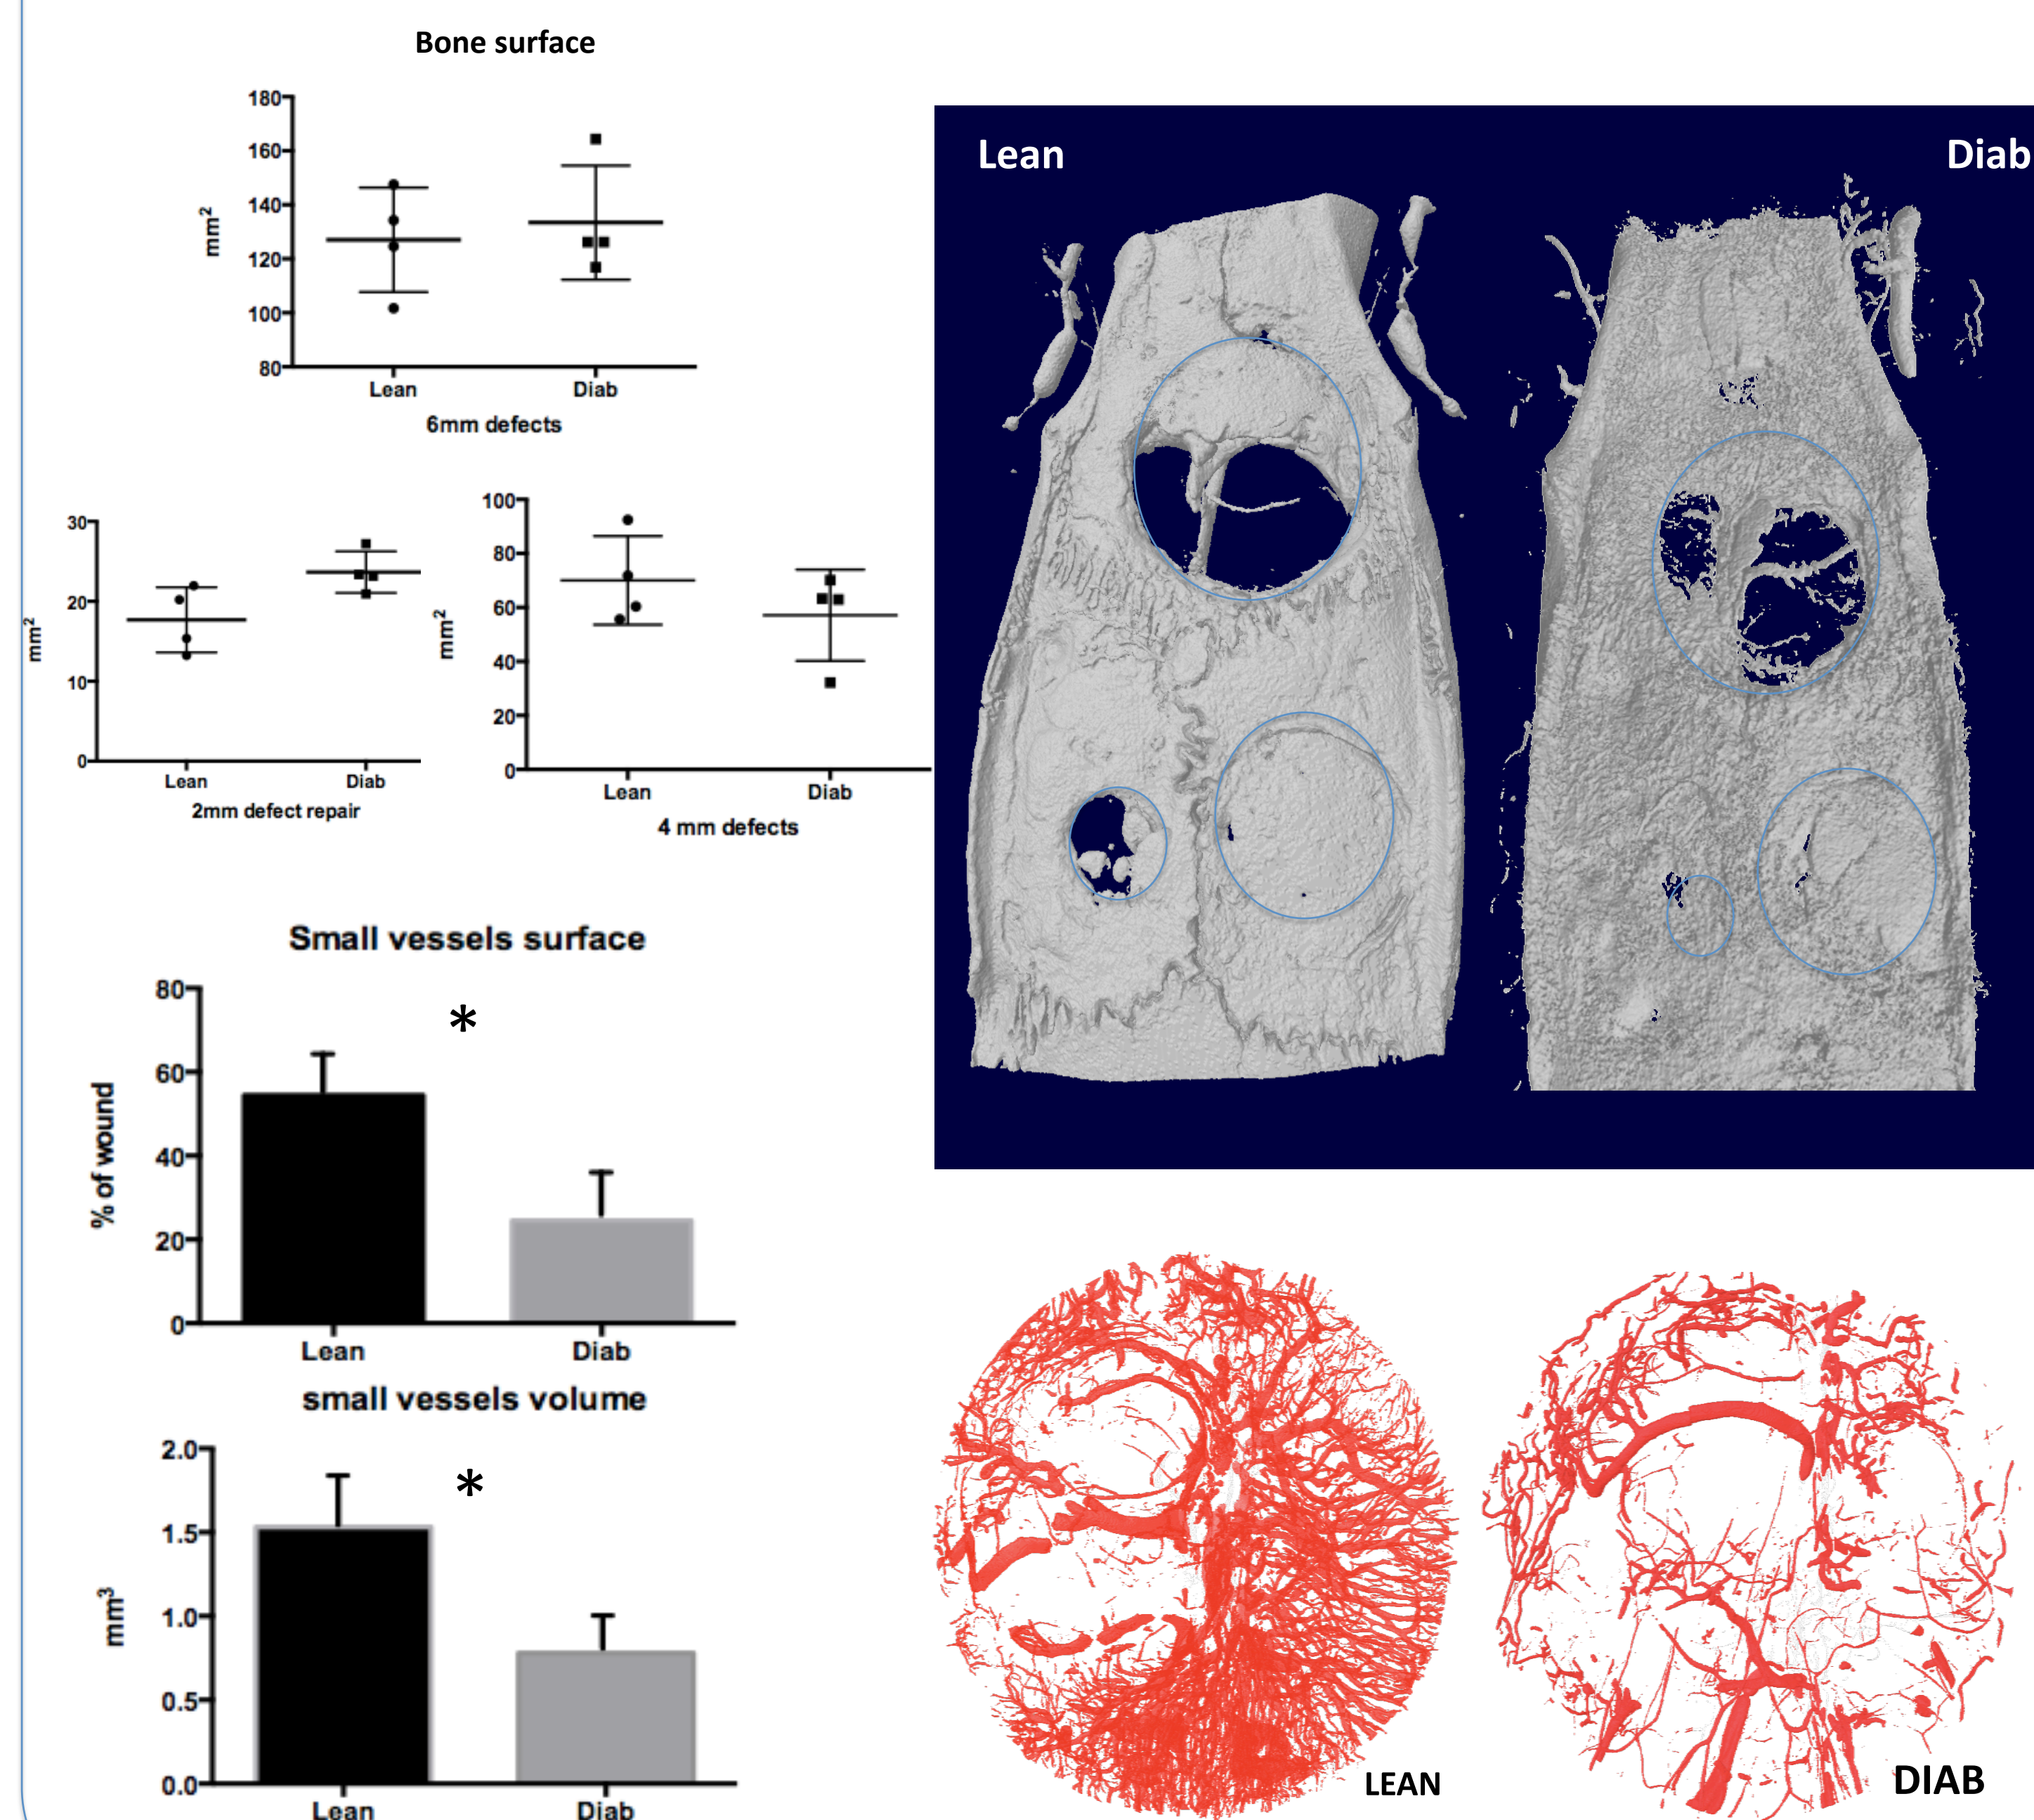 Bone surface
180
160
140
120
100
80
mm²
Lean
Diab
6mm defects
30
20
10
0
mm²
Lean
Diab
2mm defect repair
100
80
60
40
20
0
mm²
Lean
Diab
4 mm defects
Small vessels surface
80
60
40
20
0
% of wound
*
Lean
Diab
small vessels volume
2.0
1.5
1.0
0.5
0.0
mm³
*
Lean
Diab
Lean
Diab
LEAN
DIAB